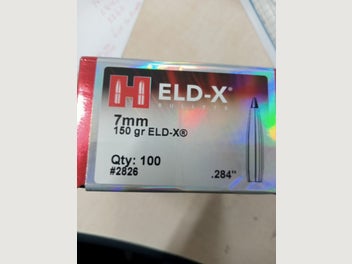 H ELD-X®
BULLETS
7mm
150 gr ELD-X®
Qty: 100
#2826
.284"